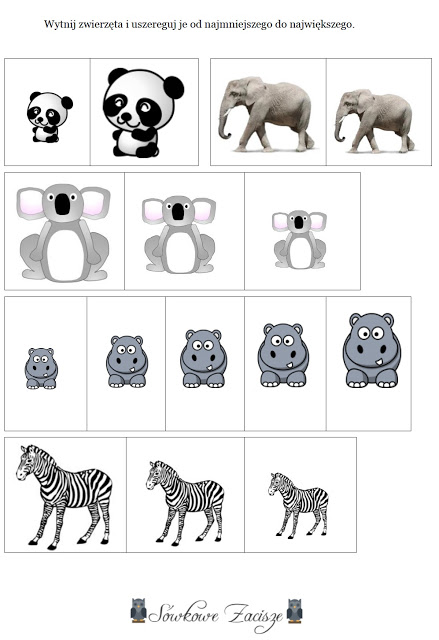 Wytnij zwierzęta i uszereguj je od najmniejszego do największego.
Sówkowe Zacisze